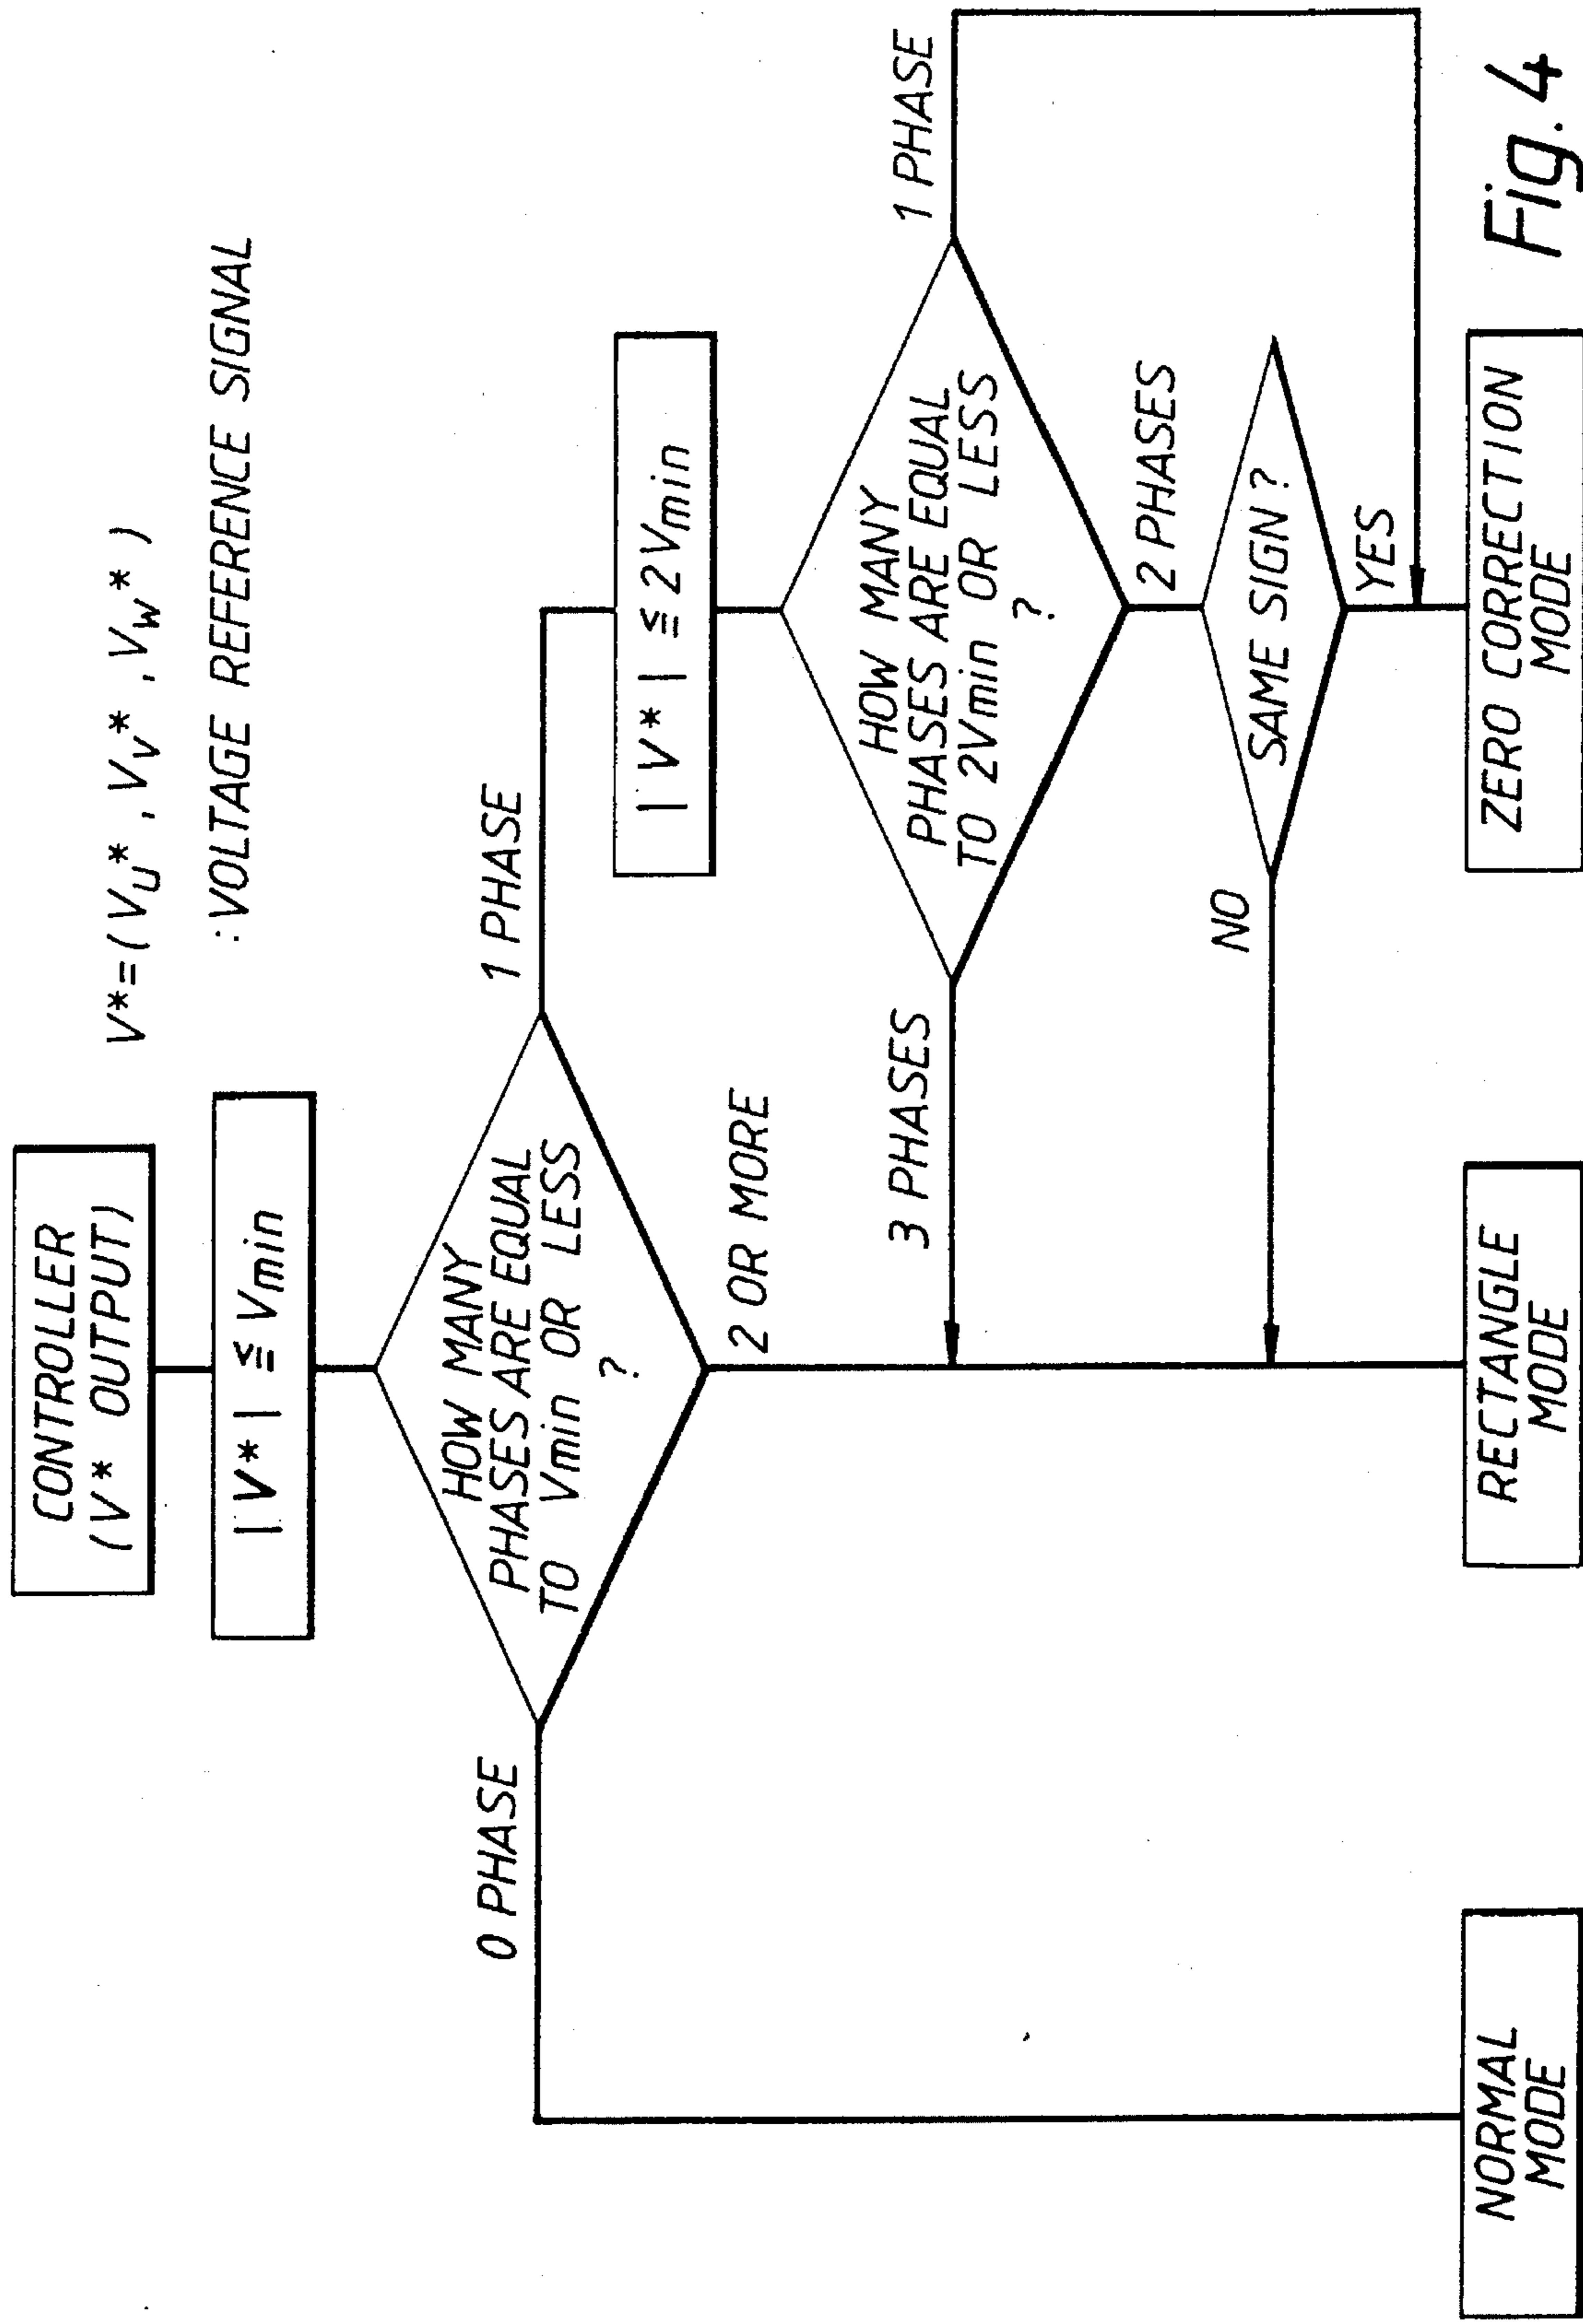 CONTROLLER
(V* OUTPUT)
V*=(VU*, VV*, VW*)
:VOLTAGE REFERENCE SIGNAL
|V*| ≦ Vmin
HOW MANY
PHASES ARE EQUAL
TO Vmin OR LESS
?
0 PHASE
1 PHASE
2 OR MORE
|V*| ≦ 2Vmin
HOW MANY
PHASES ARE EQUAL
TO 2Vmin OR LESS
?
3 PHASES
1 PHASE
2 PHASES
SAME SIGN?
NO
YES
NORMAL
MODE
RECTANGLE
MODE
ZERO CORRECTION
MODE
Fig. 4